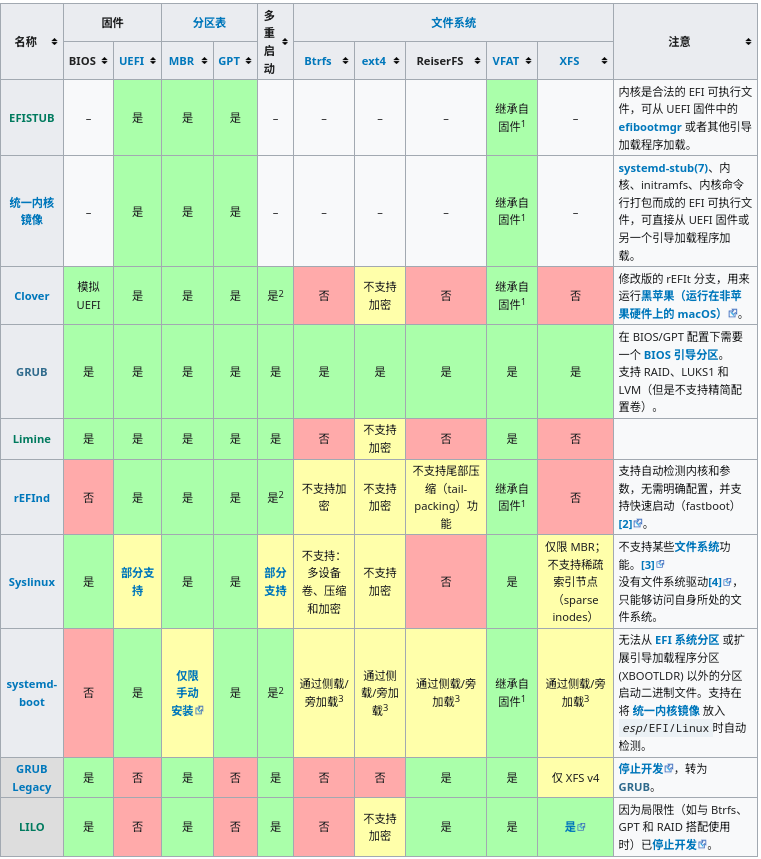 名称 固件 分区表 多重启动 文件系统 注意
BIOS UEFI MBR GPT Btrfs ext4 ReiserFS VFAT XFS
EFISTUB – 是 是 是 – – – – 继承自固件1 – 内核是合法的 EFI 可执行文件，可从 UEFI 固件中的 efibootmgr 或者其他引导加载程序加载。
统一内核镜像 – 是 是 是 – – – – 继承自固件1 – systemd-stub(7)、内核、initramfs、内核命令行打包而成的 EFI 可执行文件，可直接从 UEFI 固件或另一个引导加载程序加载。
Clover 模拟 UEFI 是 是 是 是2 否 不支持加密 否 继承自固件1 否 修改版的 rEFIt 分支，用来运行黑苹果（运行在非苹果硬件上的 macOS）。
GRUB 是 是 是 是 是 是 是 是 是 是 在 BIOS/GPT 配置下需要一个 BIOS 引导分区。
支持 RAID、LUKS1 和 LVM（但是不支持精简配置卷）。
Limine 是 是 是 是 是 否 不支持加密 否 是 否
rEFInd 否 是 是 是 是2 不支持加密 不支持加密 不支持尾部压缩（tail-packing）功能 继承自固件1 否 支持自动检测内核和参数，无需明确配置，并支持快速启动（fastboot）[2]。
Syslinux 是 部分支持 是 是 部分支持 不支持：多设备卷、压缩和加密 不支持加密 否 是 仅限 MBR；不支持稀疏索引节点（sparse inodes） 不支持某些文件系统功能。[3]
没有文件系统驱动[4]，只能够访问自身所处的文件系统。
systemd-boot 否 是 仅限手动安装 是 是2 通过侧载/旁加载3 通过侧载/旁加载3 通过侧载/旁加载3 继承自固件1 通过侧载/旁加载3 无法从 EFI 系统分区 或扩展引导加载程序分区 (XBOOTLDR) 以外的分区启动二进制文件。支持在将 统一内核镜像 放入 esp/EFI/Linux 时自动检测。
GRUB Legacy 是 否 是 否 是 否 否 是 是 仅 XFS v4 停止开发，转为 GRUB。
LILO 是 否 是 否 是 否 不支持加密 是 是 是 因为局限性（如与 Btrfs、GPT 和 RAID 搭配使用时）已停止开发。